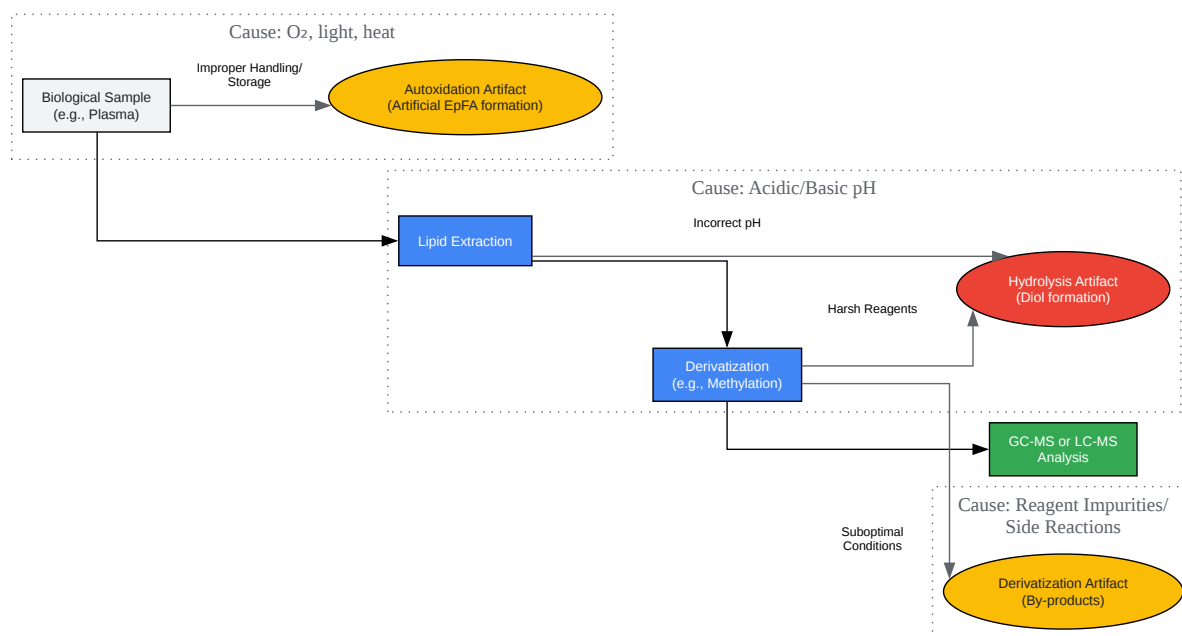 Cause: O₂, light, heat
Improper Handling/
Storage
Biological Sample
(e.g., Plasma)
Autoxidation Artifact
(Artificial EpFA formation)
Cause: Acidic/Basic pH
Incorrect pH
Lipid Extraction
Hydrolysis Artifact
(Diol formation)
Harsh Reagents
Derivatization
(e.g., Methylation)
GC-MS or LC-MS
Analysis
Cause: Reagent Impurities/
Side Reactions
Suboptimal
Conditions
Derivatization Artifact
(By-products)